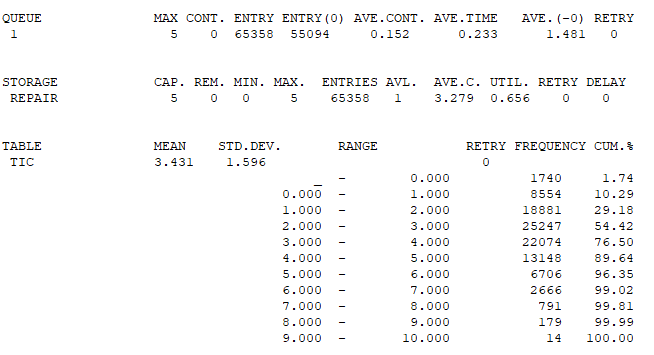 QUEUE MAX CONT. ENTRY ENTRY(0) AVE.CONT. AVE.TIME AVE.(-0) RETRY
1 5 0 65358 55094 0.152 0.233 1.481 0
STORAGE CAP. REM. MIN. MAX. ENTRIES AVL. AVE.C. UTIL. RETRY DELAY
REPAIR 5 0 0 5 65358 1 3.279 0.656 0 0
TABLE MEAN STD.DEV. RANGE RETRY FREQUENCY CUM.%
TIC 3.431 1.596 0
_ - 0.000 1740 1.74
0.000 - 1.000 8554 10.29
1.000 - 2.000 18881 29.18
2.000 - 3.000 25247 54.42
3.000 - 4.000 22074 76.50
4.000 - 5.000 13148 89.64
5.000 - 6.000 6706 96.35
6.000 - 7.000 2666 99.02
7.000 - 8.000 791 99.81
8.000 - 9.000 179 99.99
9.000 - 10.000 14 100.00